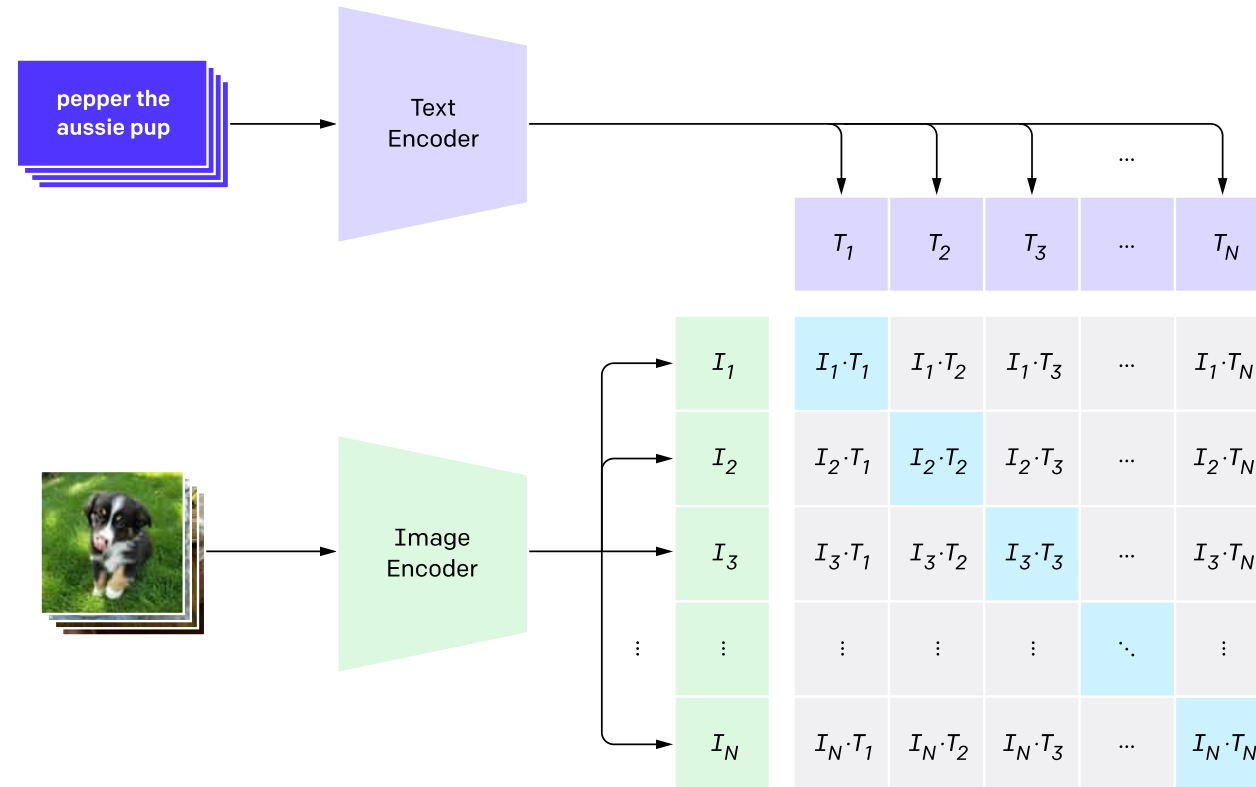 pepper the
aussie pup
Text
Encoder
...
T1 T2 T3 ... TN
I1 I1·T1 I1·T2 I1·T3 ... I1·TN
I2 I2·T1 I2·T2 I2·T3 ... I2·TN
Image
Encoder
I3 I3·T1 I3·T2 I3·T3 ... I3·TN
⋮ ⋮ ⋮ ⋮ ⋮ ⋱ ⋮
IN IN·T1 IN·T2 IN·T3 ... IN·TN